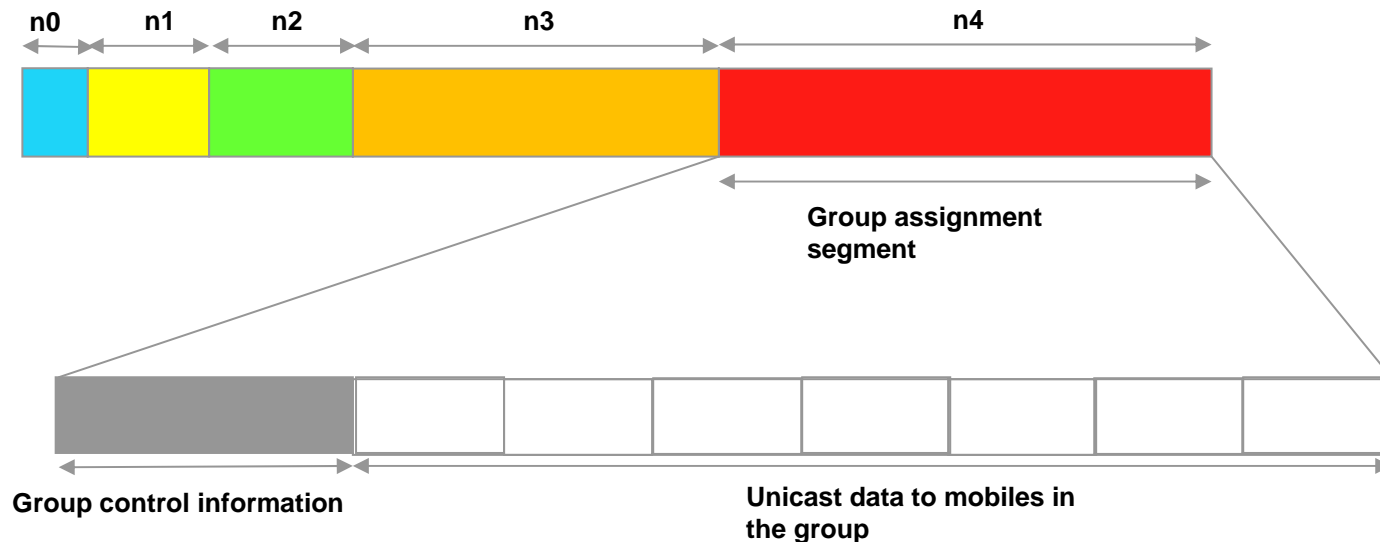 n0 n1 n2 n3 n4
Group assignment
segment
Group control information
Unicast data to mobiles in
the group